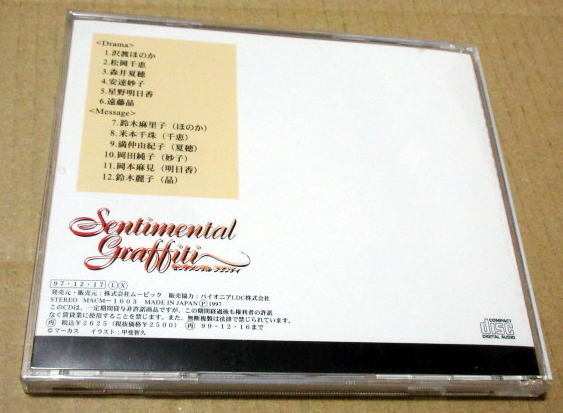 <Drama>
1.沢渡ほのか
2.松岡千恵
3.森井夏穂
4.安達妙子
5.星野明日香
6.遠藤晶
<Message>
7.鈴木麻里子（ほのか）
8.米本千珠（千恵）
9.満仲由紀子（夏穂）
10.岡田純子（妙子）
11.岡本麻見（明日香）
12.鈴木麗子（晶）
Sentimental
Graffiti
センチメンタル グラフティ
97・12・17 L X
発売元・販売元：株式会社ムービック 販売協力：パイオニアLDC株式会社
STEREO MACM-1003 MADE IN JAPAN Ⓟ1997
このCDは、一定期間貸与非許諾商品ですが、この期間経過後も権利者の許諾
なく賃貸業に使用することを禁じます。また、無断複製は法律で禁じられています。
再 税込￥2625（税抜価格￥2500） 再 99・12・16まで
©マーカス イラスト：甲斐智久
COMPACT
disc
DIGITAL AUDIO